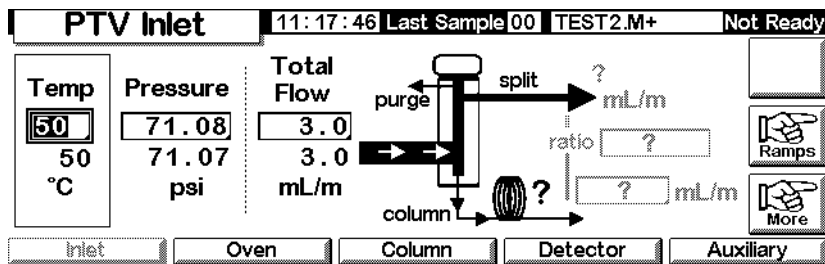 PTV Inlet 11:17:46 Last Sample 00 TEST2.M+ Not Ready
Temp Pressure Total Flow
50 71.08 3.0
50 71.07 3.0
°C psi mL/m
purge split ? mL/m
ratio ?
? ? mL/m
column
Ramps
More
Inlet Oven Column Detector Auxiliary